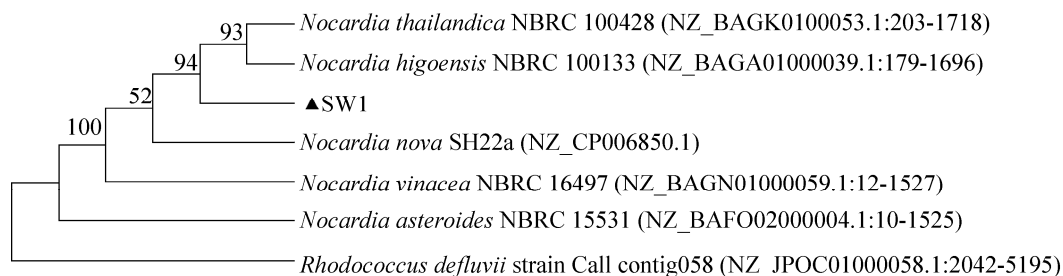 93
Nocardia thailandica NBRC 100428 (NZ_BAGK0100053.1:203-1718)
94
Nocardia higoensis NBRC 100133 (NZ_BAGA01000039.1:179-1696)
52
▲SW1
100
Nocardia nova SH22a (NZ_CP006850.1)
Nocardia vinacea NBRC 16497 (NZ_BAGN01000059.1:12-1527)
Nocardia asteroides NBRC 15531 (NZ_BAFO02000004.1:10-1525)
Rhodococcus defluvii strain Call contig058 (NZ_JPOC01000058.1:2042-5195)